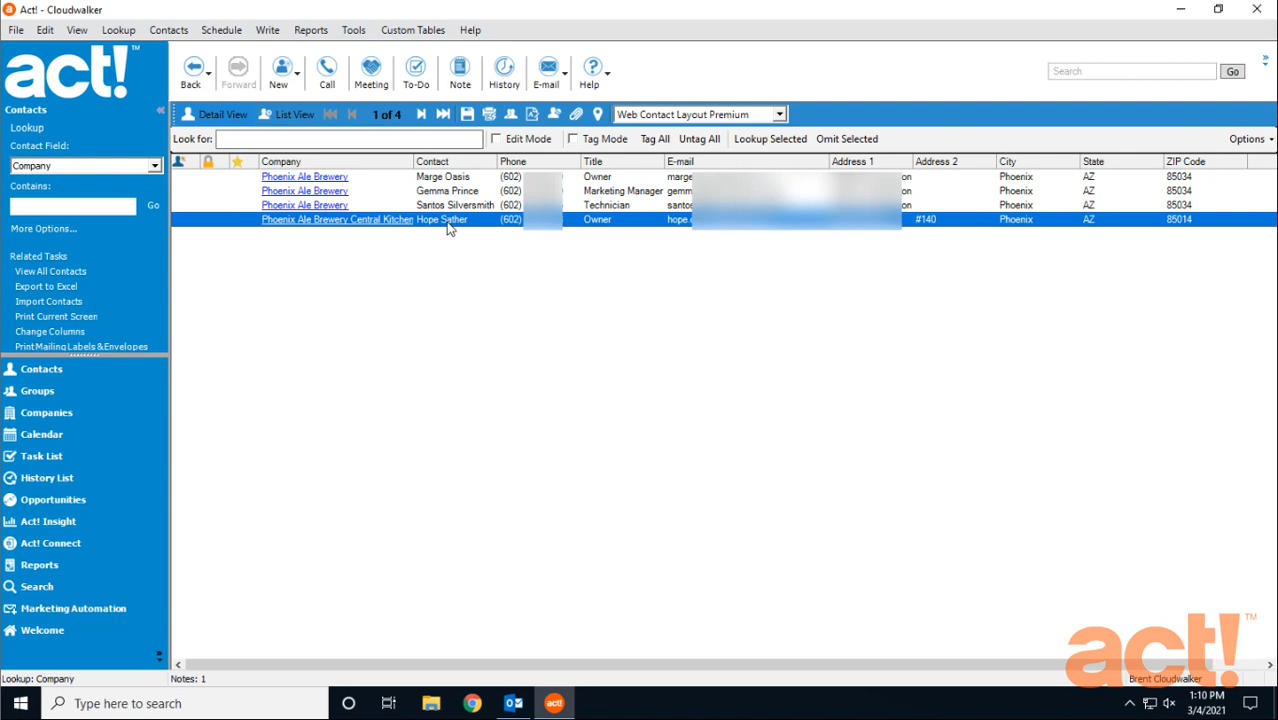 Act! - Cloudwalker
File Edit View Lookup Contacts Schedule Write Reports Tools Custom Tables Help
act!™
Back Forward New Call Meeting To-Do Note History E-mail Help
Search Go
Contacts
Detail View List View 1 of 4 Web Contact Layout Premium
Lookup
Look for: Edit Mode Tag Mode Tag All Untag All Lookup Selected Omit Selected Options
Contact Field:
Company
Contains:
Go
More Options...
Related Tasks
View All Contacts
Export to Excel
Import Contacts
Print Current Screen
Change Columns
Print Mailing Labels & Envelopes
Contacts
Groups
Companies
Calendar
Task List
History List
Opportunities
Act! Insight
Act! Connect
Reports
Search
Marketing Automation
Welcome
Company Contact Phone Title E-mail Address 1 Address 2 City State ZIP Code
Phoenix Ale Brewery Marge Oasis (602) Owner marge on Phoenix AZ 85034
Phoenix Ale Brewery Gemma Prince (602) Marketing Manager gemm on Phoenix AZ 85034
Phoenix Ale Brewery Santos Silversmith (602) Technician santos on Phoenix AZ 85034
Phoenix Ale Brewery Central Kitchen Hope Sather (602) Owner hope. #140 Phoenix AZ 85014
act!™
Lookup: Company Notes: 1 Brent Cloudwalker
Type here to search act! 1:10 PM
3/4/2021